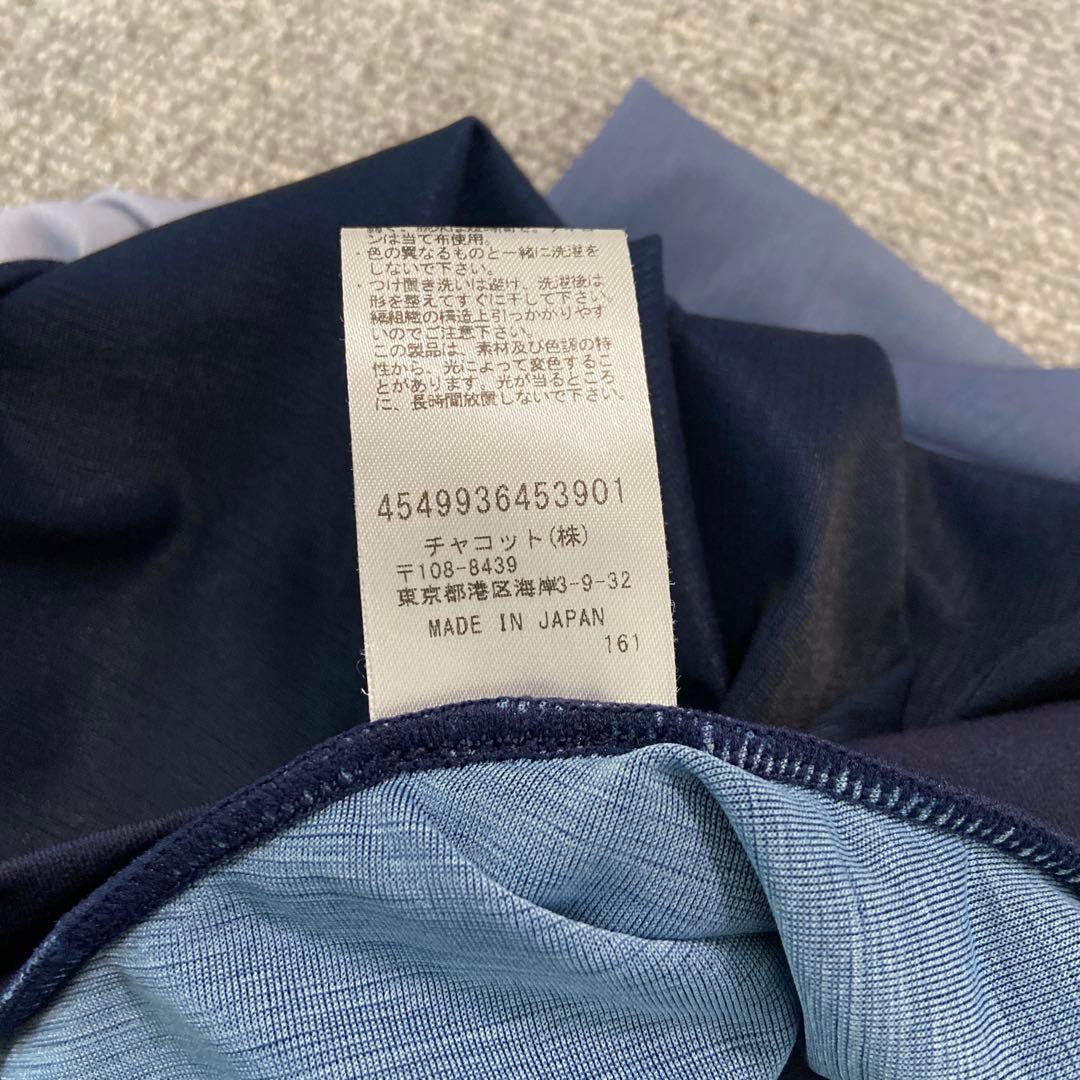 ンは当て布使用。
・色の異なるものと一緒に洗濯を
しないで下さい。
・つけ置き洗いは避け、洗濯後は
形を整えてすぐに干して下さい。
編組織の構造上引っかかりやす
いのでご注意下さい。
この製品は、素材及び色調の特
性から、光によって変色するこ
とがあります。光が当るところ
に、長時間放置しないで下さい。
4549936453901
チャコット(株)
〒108-8439
東京都港区海岸3-9-32
MADE IN JAPAN
161